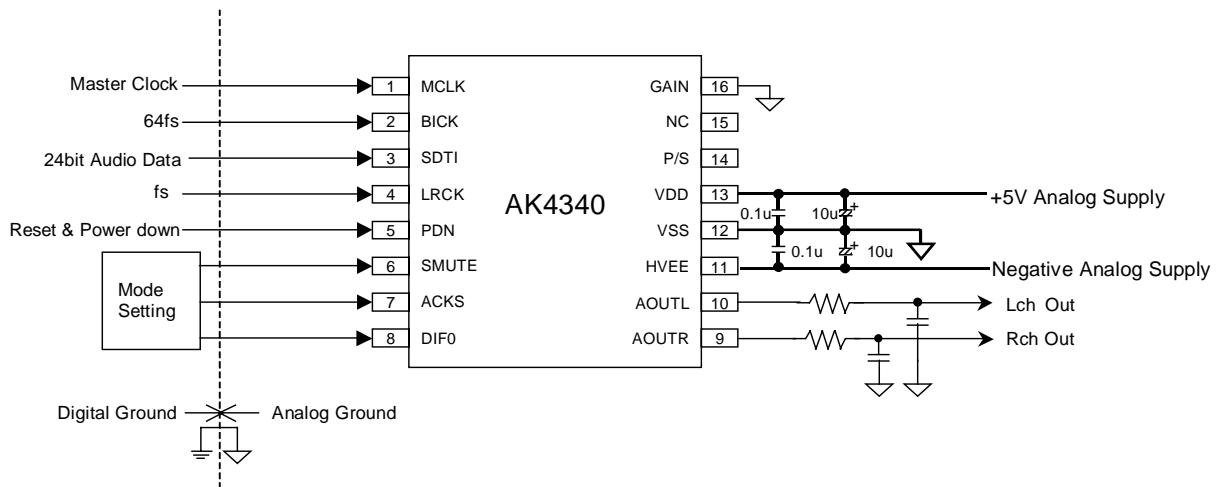 Master Clock
64fs
24bit Audio Data
fs
Reset & Power down
Mode
Setting
1 MCLK
2 BICK
3 SDTI
4 LRCK
5 PDN
6 SMUTE
7 ACKS
8 DIF0
AK4340
GAIN 16
NC 15
P/S 14
VDD 13
VSS 12
HVEE 11
AOUTL 10
AOUTR 9
0.1u 10u +
+5V Analog Supply
0.1u + 10u
Negative Analog Supply
Lch Out
Rch Out
Digital Ground Analog Ground